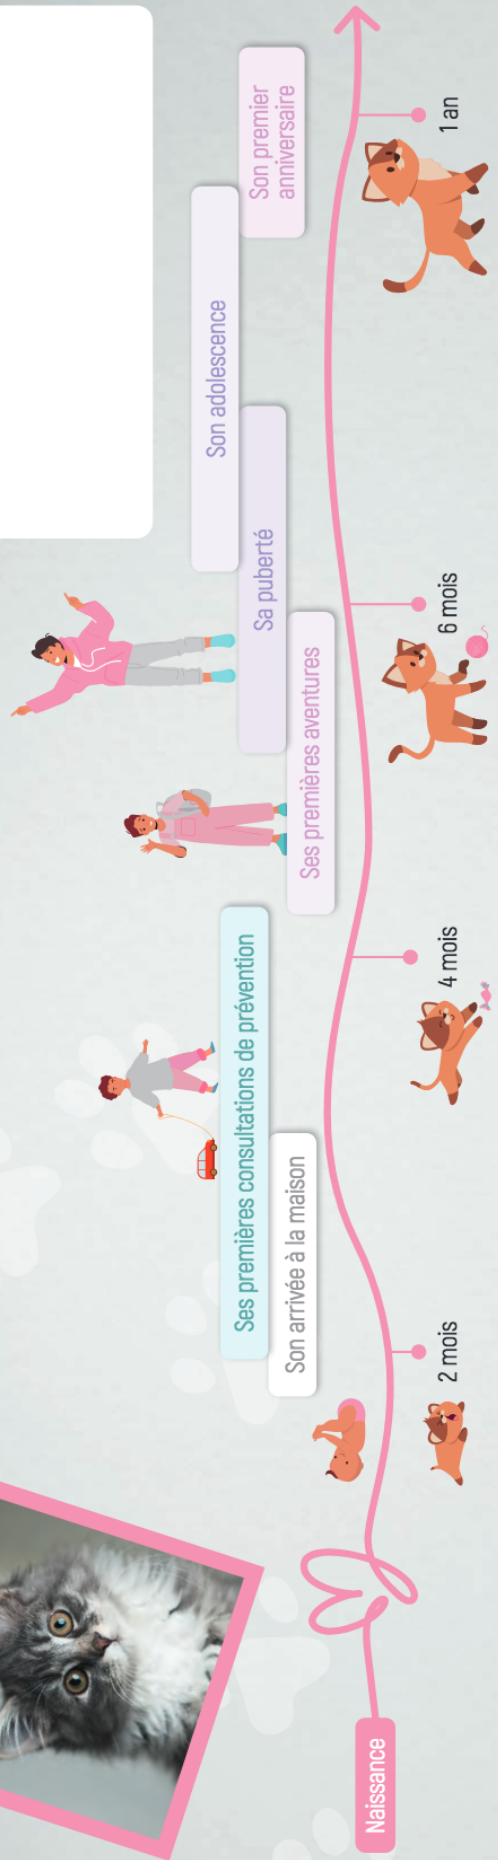 Son premier
anniversaire
Son adolescence
Sa puberté
Ses premières aventures
Ses premières consultations de prévention
Son arrivée à la maison
Naissance
2 mois
4 mois
6 mois
1 an